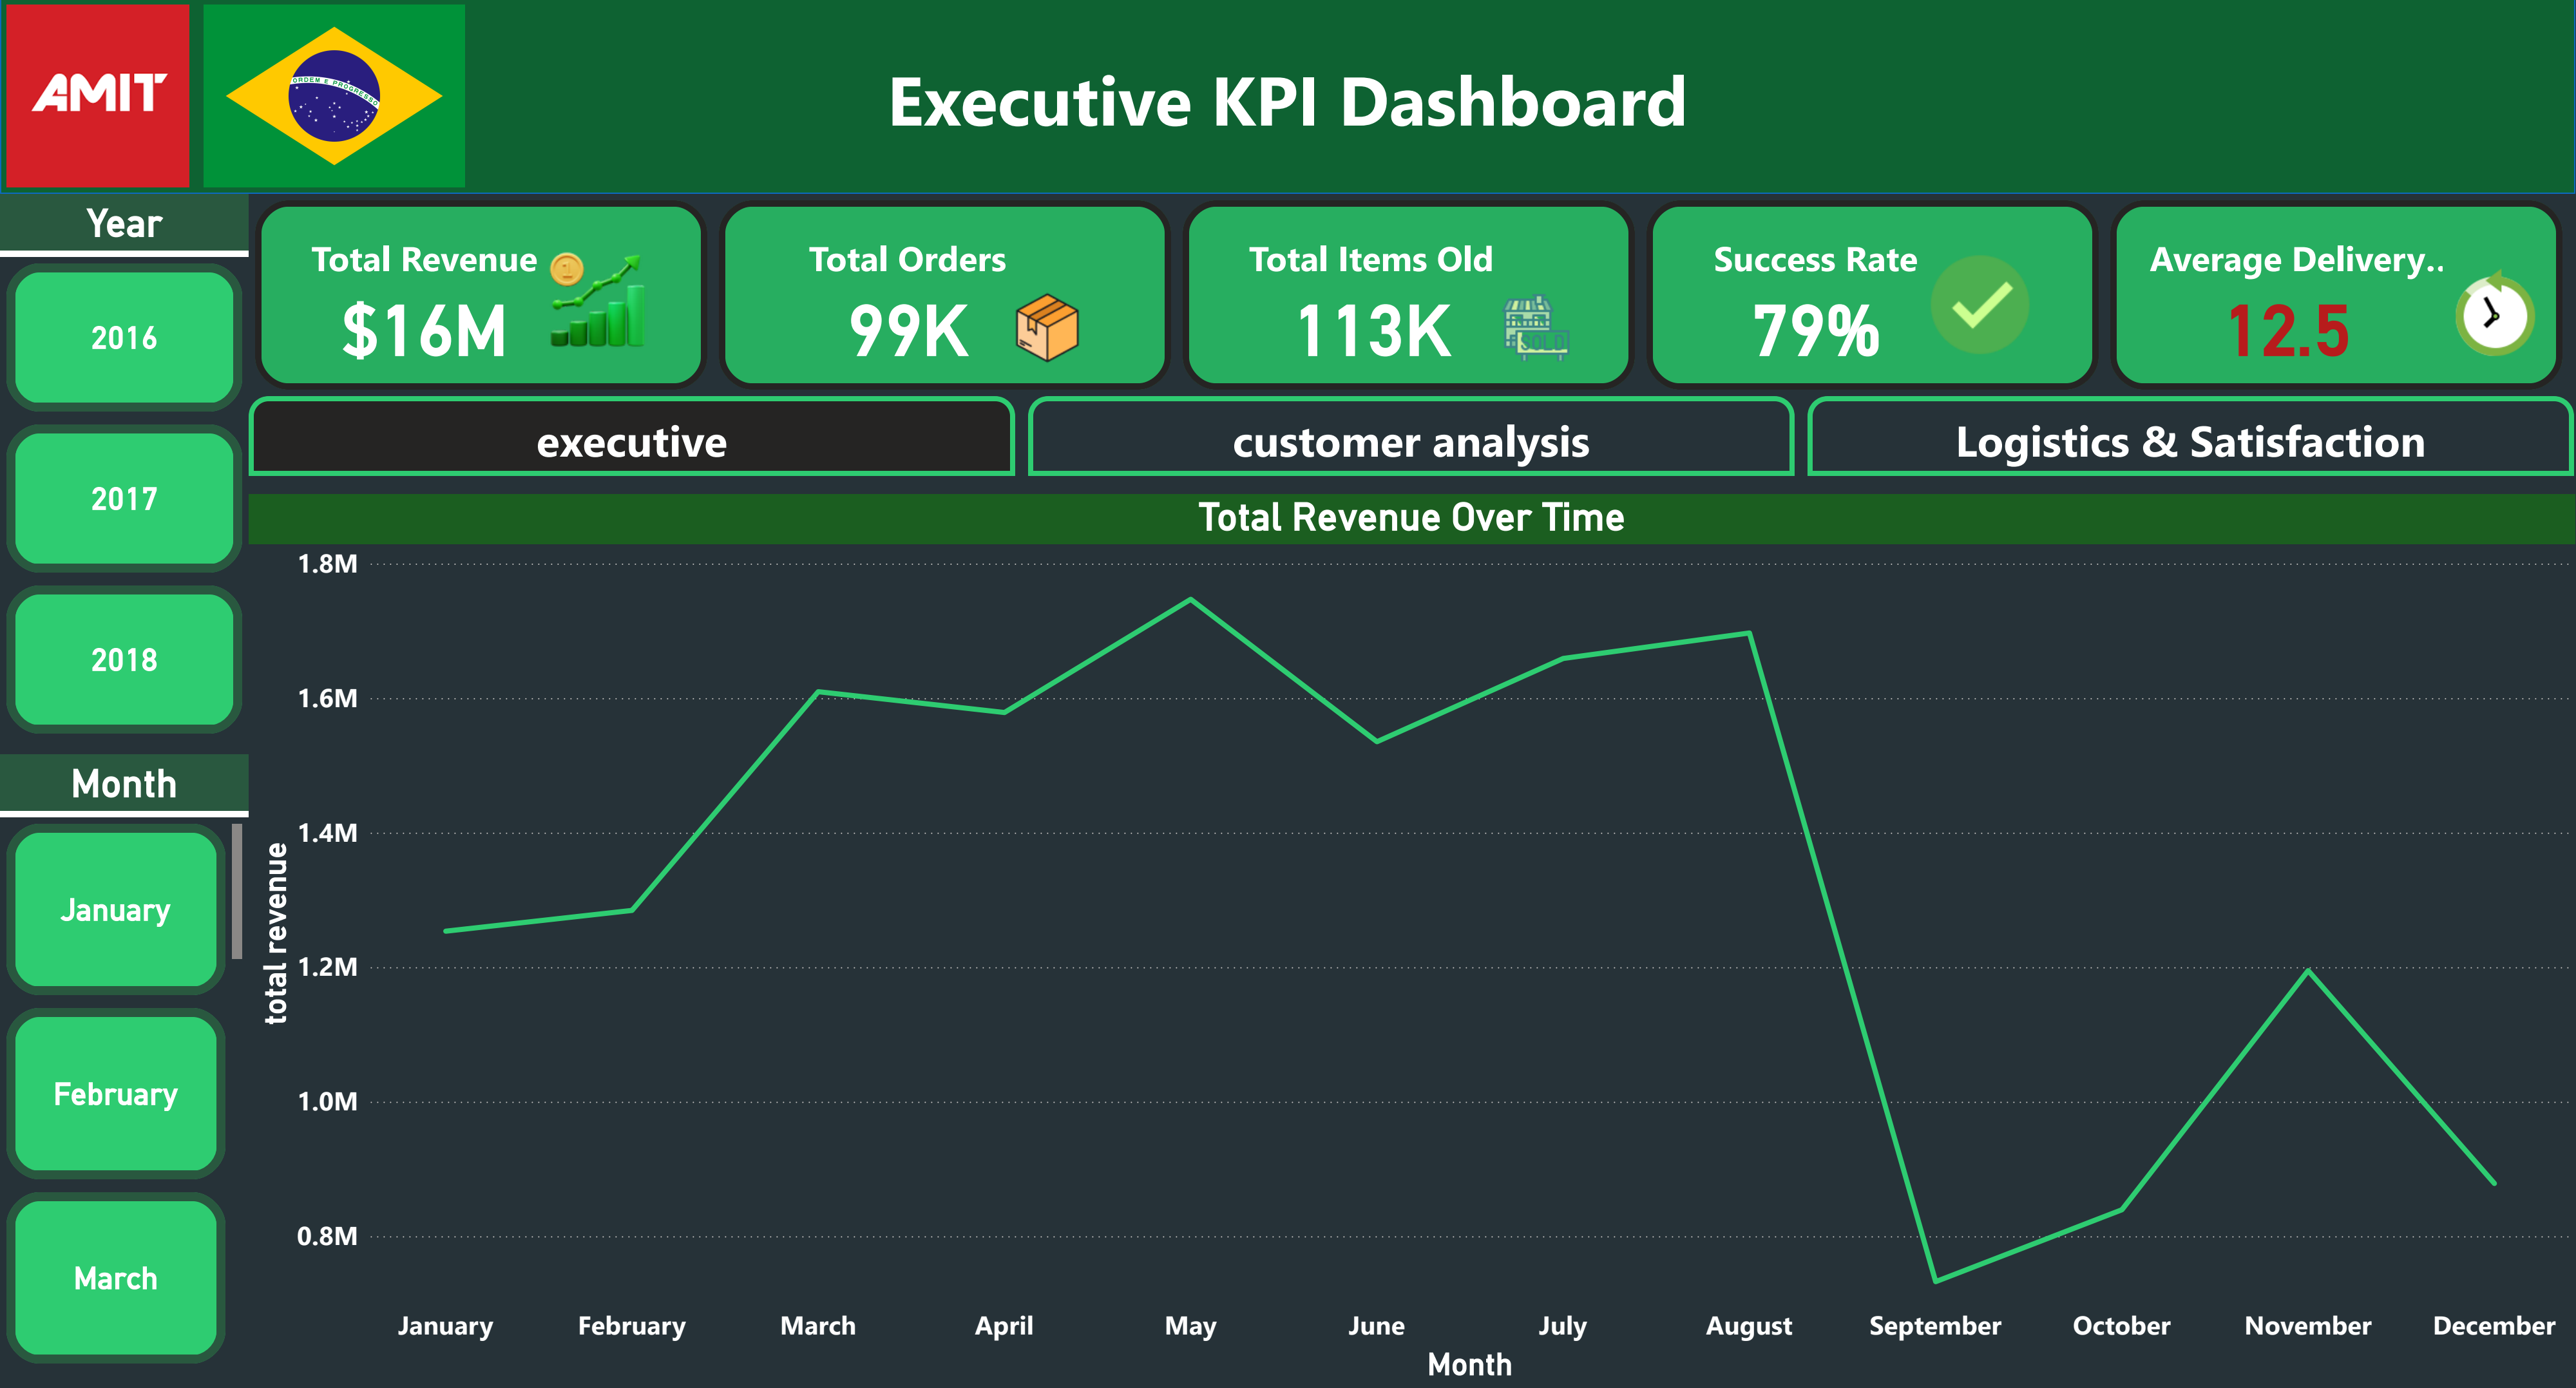 AMIT
ORDEM E PROGRESSO
Executive KPI Dashboard
Year
2016
2017
2018
Month
January
February
March
Total Revenue
$16M
Total Orders
99K
Total Items Old
113K
SOLD
Success Rate
79%
Average Delivery..
12.5
executive
customer analysis
Logistics & Satisfaction
Total Revenue Over Time
total revenue
1.8M
1.6M
1.4M
1.2M
1.0M
0.8M
January February March April May June July August September October November December
Month